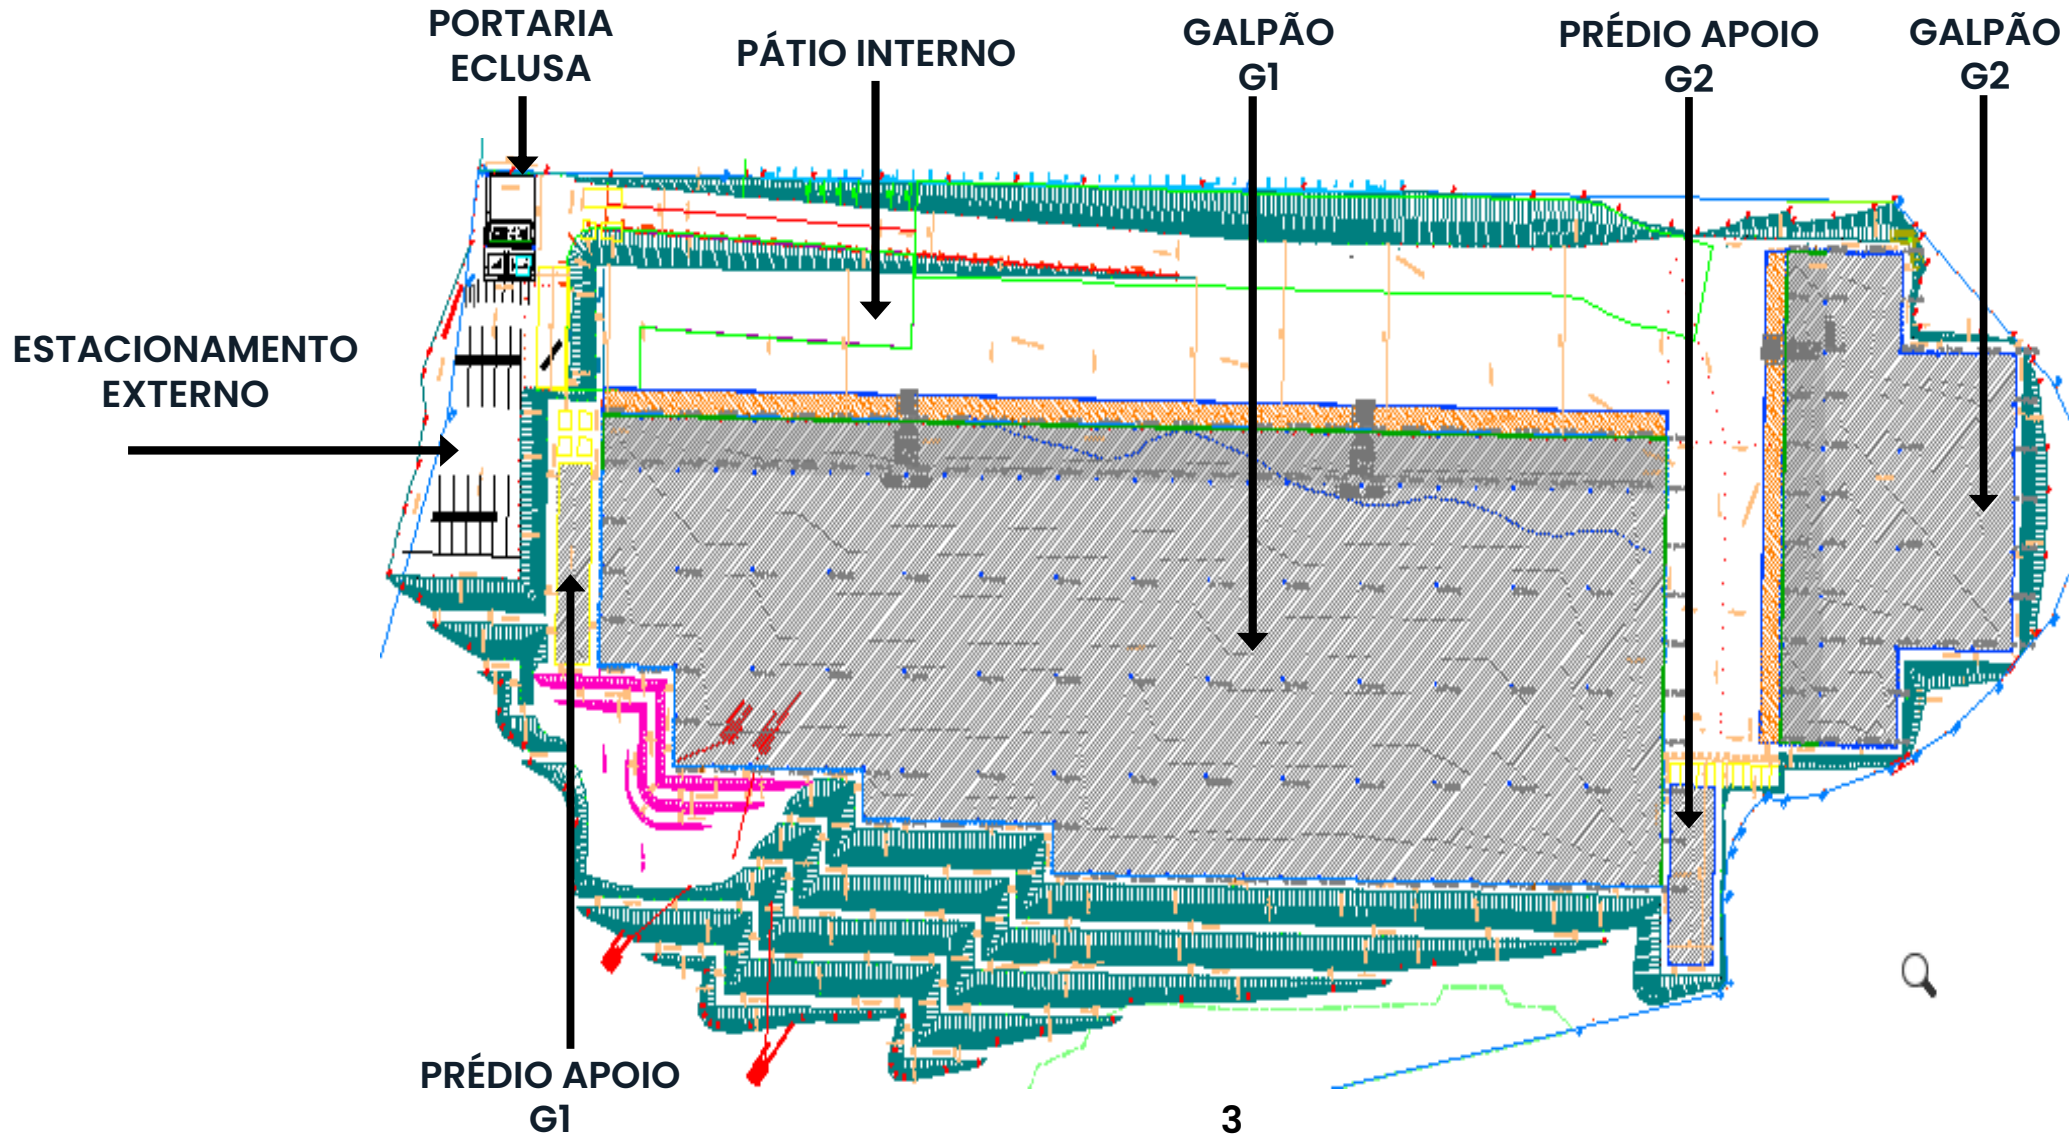 PORTARIA
ECLUSA
PÁTIO INTERNO
GALPÃO
G1
PRÉDIO APOIO
G2
GALPÃO
G2
ESTACIONAMENTO
EXTERNO
PRÉDIO APOIO
G1
3